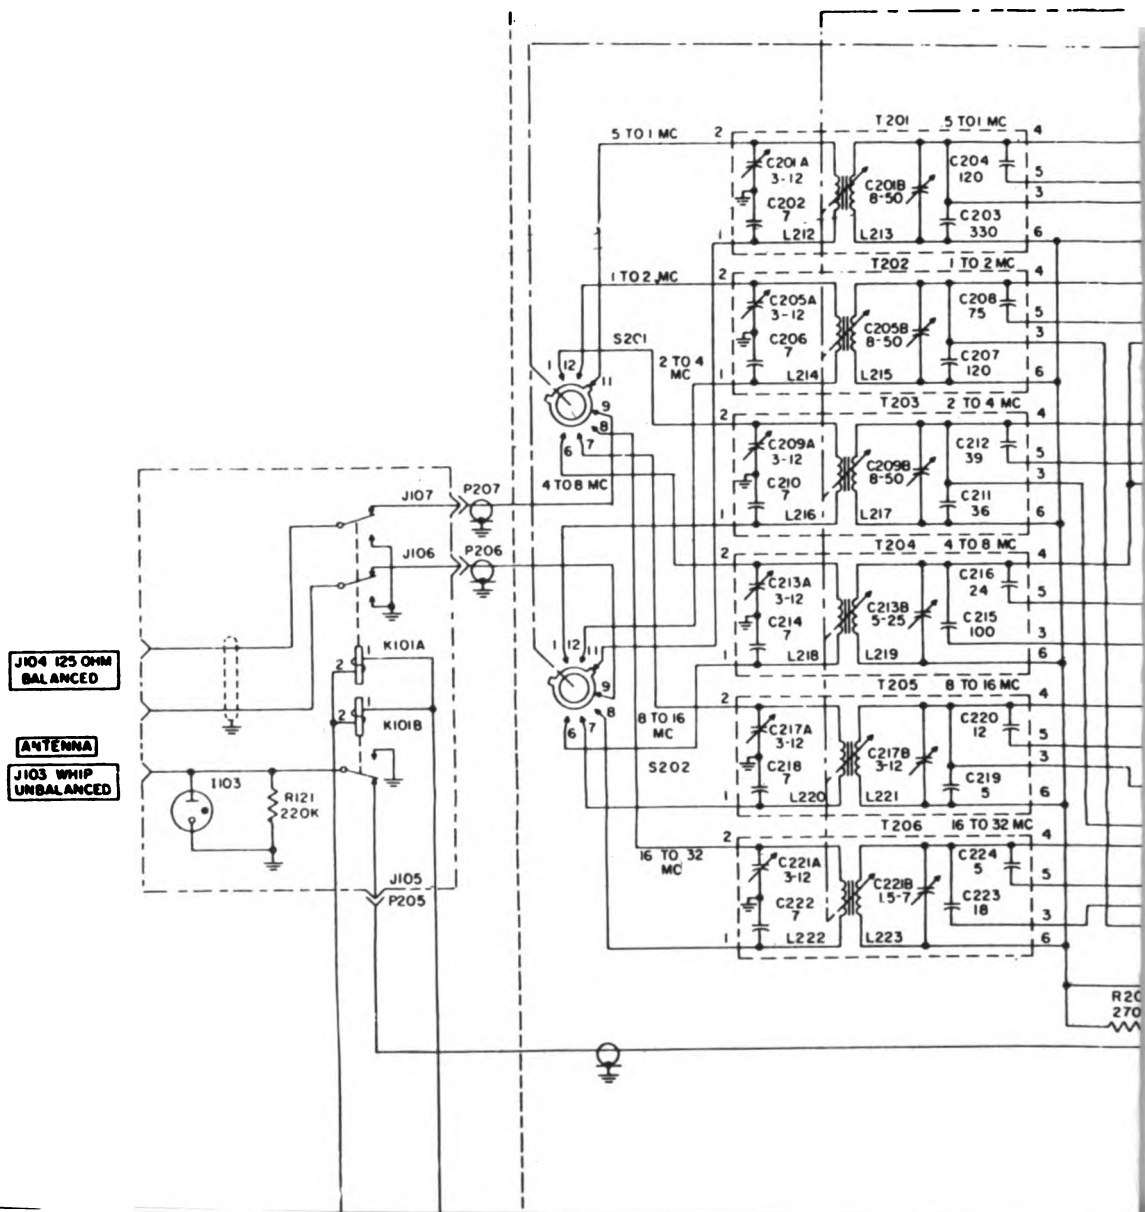 T201 5 TO 1 MC
5 TO 1 MC 2 4
C201A
3-12
C202
7
1 L212
C201B
8-50
L213
C204
120
5
3
C203
330
6
T202 1 TO 2 MC
1 TO 2 MC 2 4
C205A
3-12
C206
7
1 L214
C205B
8-50
L215
C208
75
5
3
C207
120
6
S201
2 TO 4
MC
1 12 11
9
8
7
6
4 TO 8 MC
T203 2 TO 4 MC
2 4
C209A
3-12
C210
7
1 L216
C209B
8-50
L217
C212
39
5
3
C211
36
6
J107 P207
J106 P206
T204 4 TO 8 MC
2 4
C213A
3-12
C214
7
1 L218
C213B
5-25
L219
C216
24
5
C215
100
3
6
1 12 11
9
8
7
6
8 TO 16
MC
S202
J104 125 OHM
BALANCED
K101A
1
2
K101B
1
2
ANTENNA
J103 WHIP
UNBALANCED
I103
R121
220K
J105
P205
T205 8 TO 16 MC
2 4
C217A
3-12
C218
7
1 L220
C217B
3-12
L221
C220
12
5
3
C219
5
6
T206 16 TO 32 MC
16 TO 32
MC
2 4
C221A
3-12
C222
7
1 L222
C221B
1.5-7
L223
C224
5
5
C223
18
3
6
R20
270